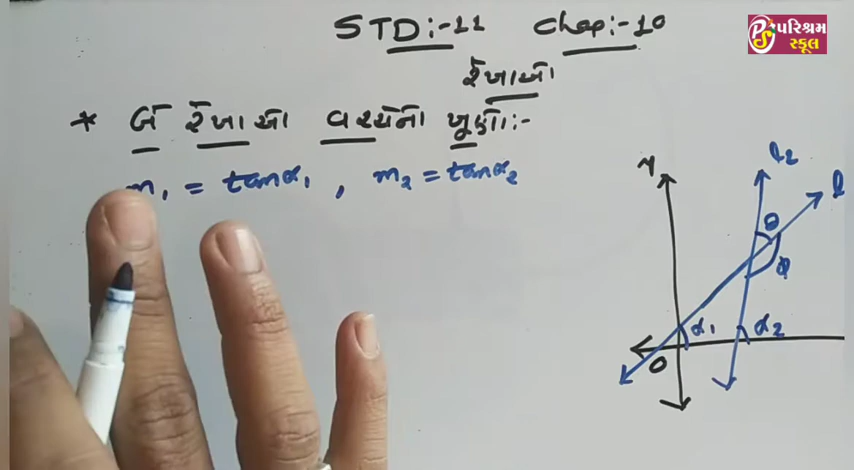 STD:-11 Chap:-10
પરિશ્રમ
સ્કૂલ
રેખાઓ
* બે રેખાઓ વચ્ચેનો ખૂણો:-
m₁ = tanα₁ , m₂ = tanα₂
Y
l₂
l
θ
φ
α₁
α₂
O